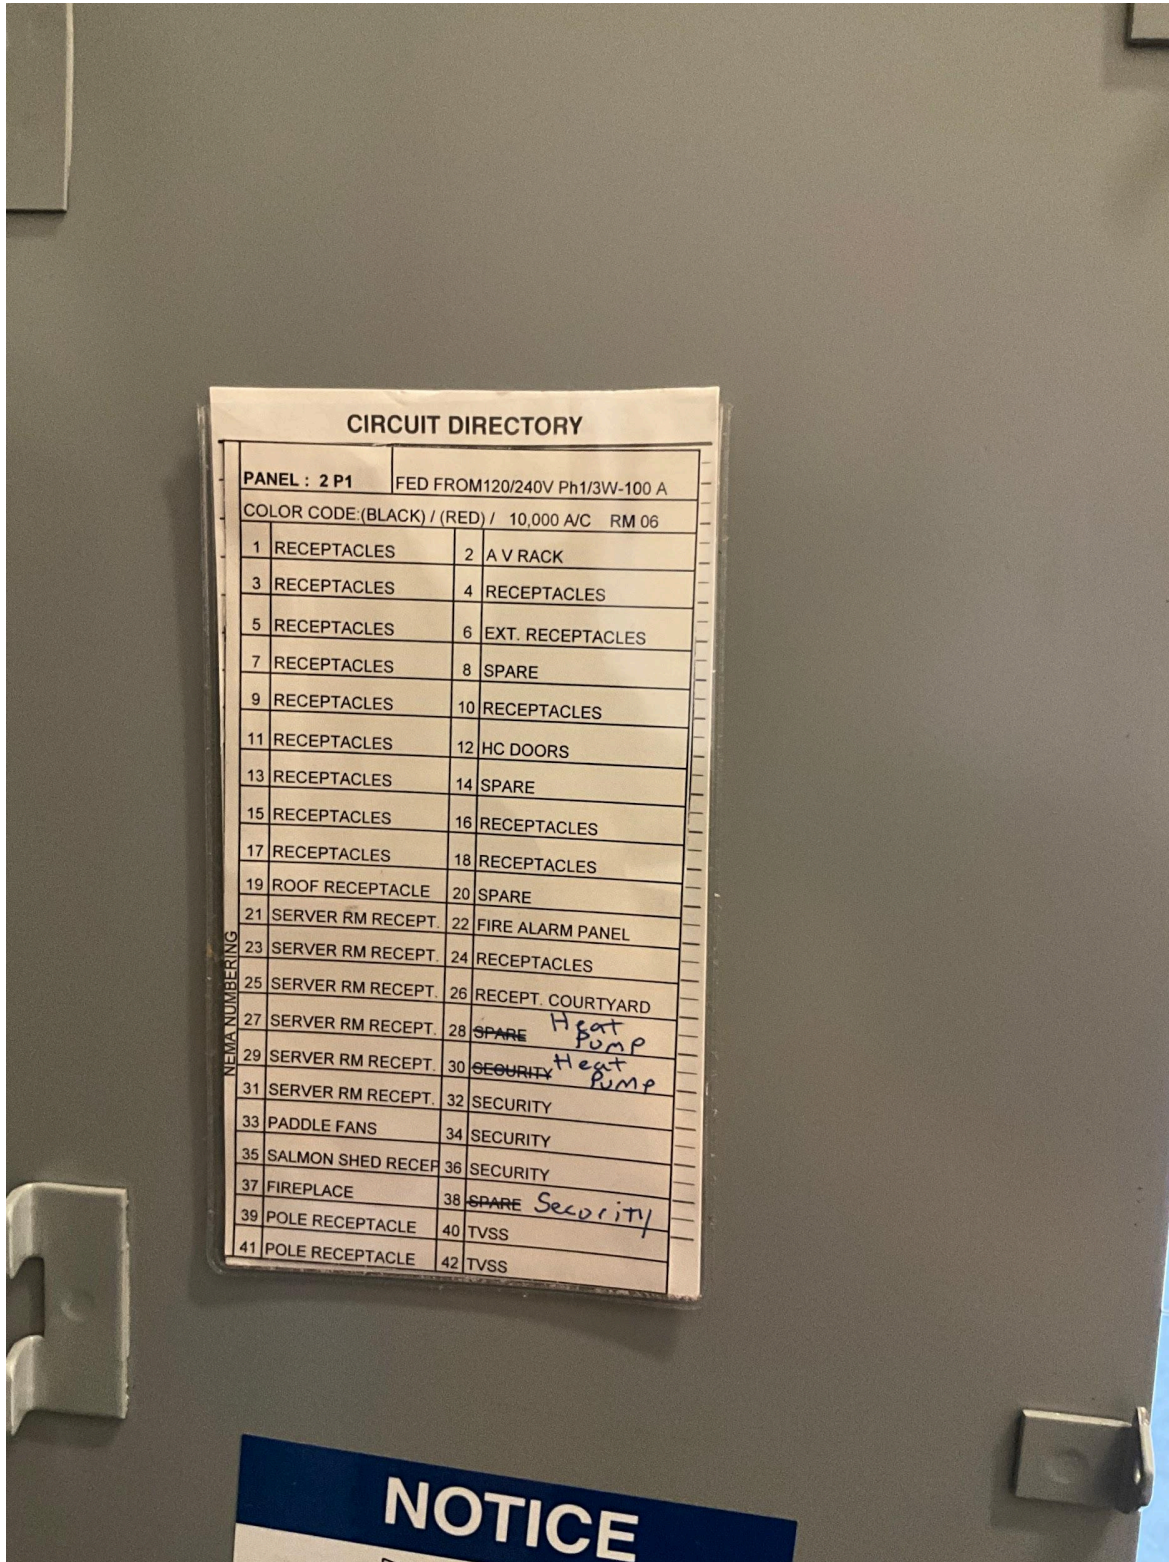 CIRCUIT DIRECTORY
PANEL : 2 P1 FED FROM120/240V Ph1/3W-100 A
COLOR CODE:(BLACK) / (RED) / 10,000 A/C RM 06
1 RECEPTACLES 2 A V RACK
3 RECEPTACLES 4 RECEPTACLES
5 RECEPTACLES 6 EXT. RECEPTACLES
7 RECEPTACLES 8 SPARE
9 RECEPTACLES 10 RECEPTACLES
11 RECEPTACLES 12 HC DOORS
13 RECEPTACLES 14 SPARE
15 RECEPTACLES 16 RECEPTACLES
17 RECEPTACLES 18 RECEPTACLES
19 ROOF RECEPTACLE 20 SPARE
21 SERVER RM RECEPT. 22 FIRE ALARM PANEL
23 SERVER RM RECEPT. 24 RECEPTACLES
25 SERVER RM RECEPT. 26 RECEPT. COURTYARD
27 SERVER RM RECEPT. 28 SPARE Heat Pump
29 SERVER RM RECEPT. 30 SECURITY Heat Pump
31 SERVER RM RECEPT. 32 SECURITY
33 PADDLE FANS 34 SECURITY
35 SALMON SHED RECEP 36 SECURITY
37 FIREPLACE 38 SPARE Security
39 POLE RECEPTACLE 40 TVSS
41 POLE RECEPTACLE 42 TVSS
NEMA NUMBERING
NOTICE